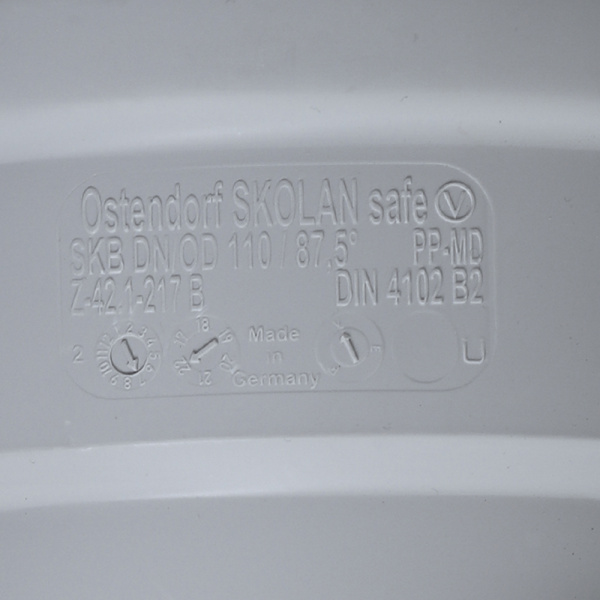 Ostendorf SKOLAN safe V
SKB DN/OD 110 / 87,5° PP-MD
Z-42.1-217 B DIN 4102 B2
2 Made in Germany U